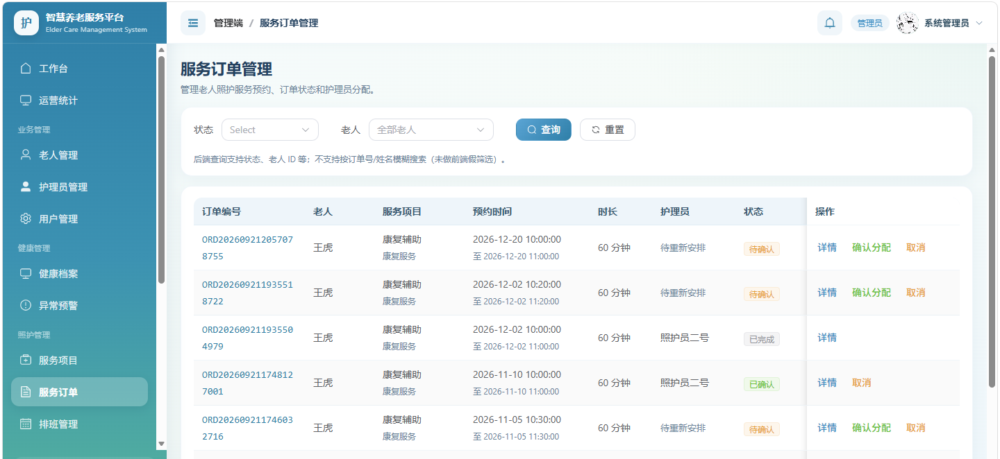 护
智慧养老服务平台
Elder Care Management System
管理端 / 服务订单管理
管理员
系统管理员
工作台
运营统计
业务管理
老人管理
护理员管理
用户管理
健康管理
健康档案
异常预警
照护管理
服务项目
服务订单
排班管理
服务订单管理
管理老人照护服务预约、订单状态和护理员分配。
状态 Select 老人 全部老人 查询 重置
后端查询支持状态、老人 ID 等；不支持按订单号/姓名模糊搜索（未做前端假筛选）。
订单编号 老人 服务项目 预约时间 时长 护理员 状态 操作
ORD20260921205707 康复辅助 2026-12-20 10:00:00
王虎 60 分钟 待重新安排 待确认 详情 确认分配 取消
8755 康复服务 至 2026-12-20 11:00:00
ORD20260921193551 康复辅助 2026-12-02 10:20:00
王虎 60 分钟 待重新安排 待确认 详情 确认分配 取消
8722 康复服务 至 2026-12-02 11:20:00
ORD20260921193550 康复辅助 2026-12-02 10:00:00
王虎 60 分钟 照护员二号 已完成 详情
4979 康复服务 至 2026-12-02 11:00:00
ORD20260921174812 康复辅助 2026-11-10 10:00:00
王虎 60 分钟 照护员二号 已确认 详情 取消
7001 康复服务 至 2026-11-10 11:00:00
ORD20260921174603 康复辅助 2026-11-05 10:30:00
王虎 60 分钟 待重新安排 待确认 详情 确认分配 取消
2716 康复服务 至 2026-11-05 11:30:00